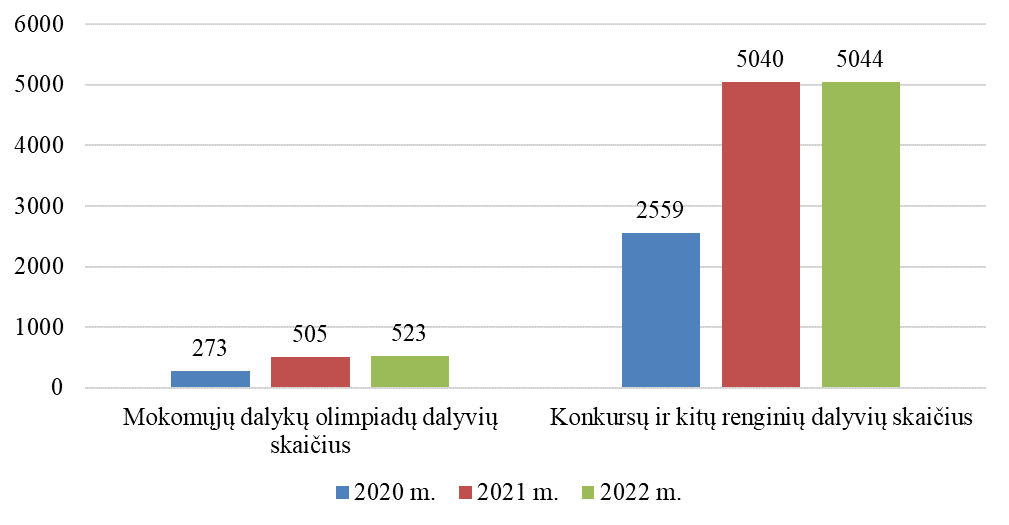 6000
5000
4000
3000
2000
1000
0
273
505
523
2559
5040
5044
Mokomųjų dalykų olimpiadų dalyvių
skaičius
Konkursų ir kitų renginių dalyvių skaičius
2020 m.
2021 m.
2022 m.